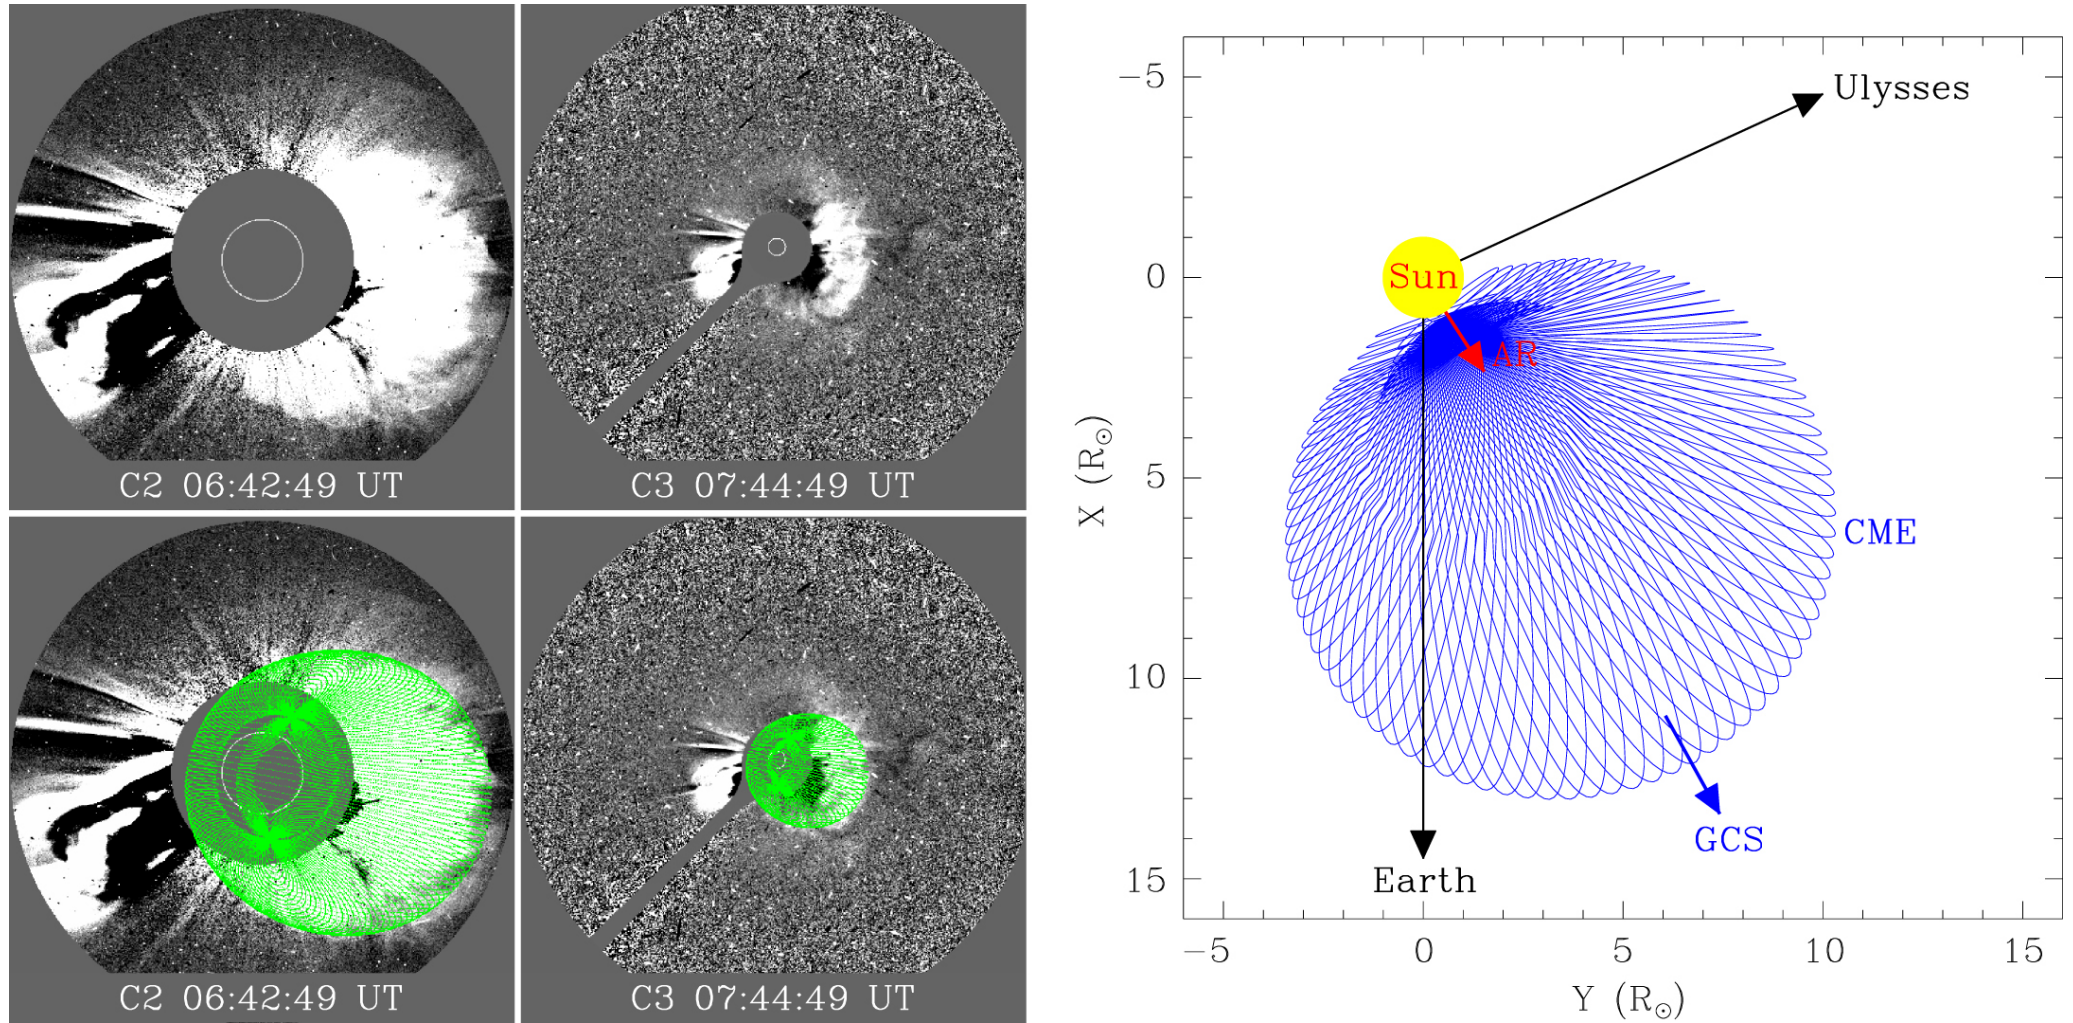 C2 06:42:49 UT
C3 07:44:49 UT
C2 06:42:49 UT
C3 07:44:49 UT
-5
Ulysses
0
Sun
AR
X (R☉)
5
CME
10
GCS
15
Earth
-5 0 5 10 15
Y (R☉)